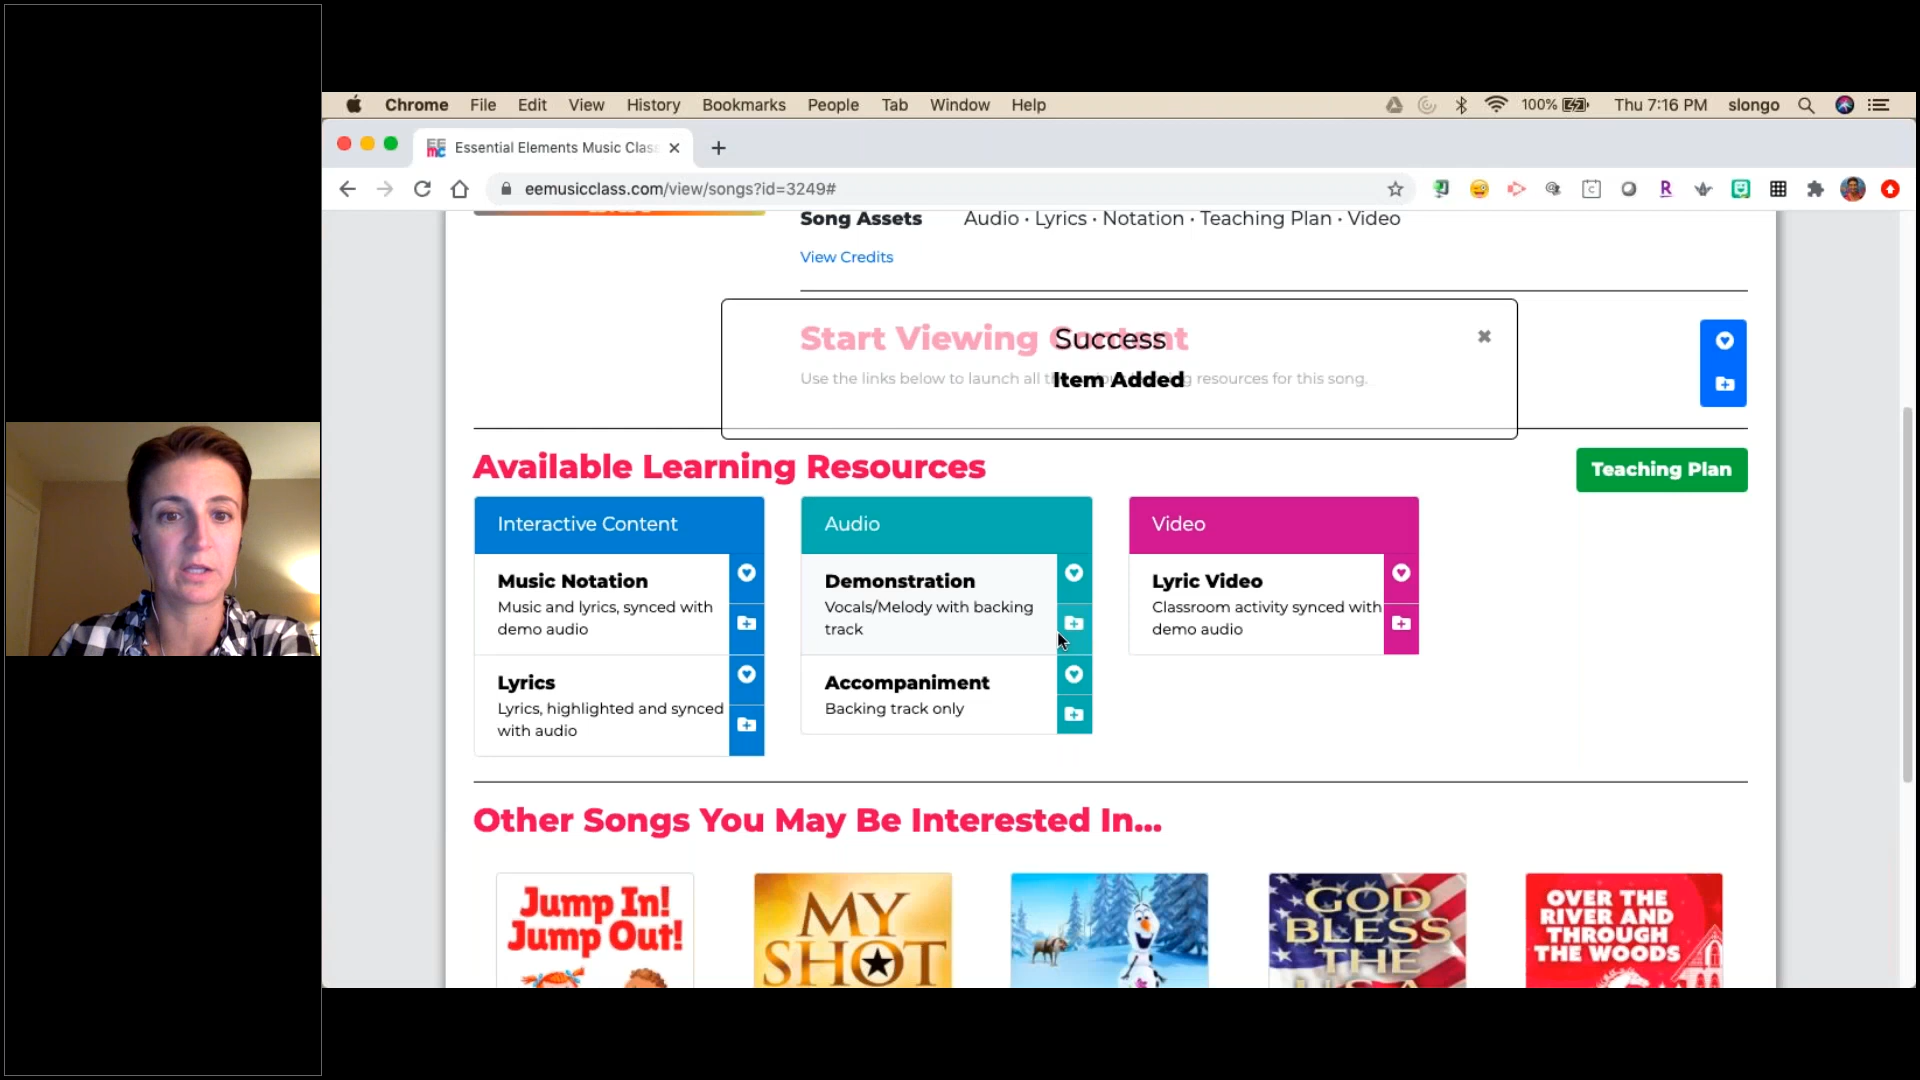 Chrome File Edit View History Bookmarks People Tab Window Help 100% Thu 7:16 PM slongo
Essential Elements Music Clas
eemusicclass.com/view/songs?id=3249#
Song Assets Audio · Lyrics · Notation · Teaching Plan · Video
View Credits
Start Viewing Content
Success
Use the links below to launch all resources for this song.
Item Added
Available Learning Resources
Teaching Plan
Interactive Content
Music Notation
Music and lyrics, synced with
demo audio
Lyrics
Lyrics, highlighted and synced
with audio
Audio
Demonstration
Vocals/Melody with backing
track
Accompaniment
Backing track only
Video
Lyric Video
Classroom activity synced with
demo audio
Other Songs You May Be Interested In...
Jump In!
Jump Out!
MY
SHOT
GOD
BLESS
THE
OVER THE
RIVER AND
THROUGH
THE WOODS